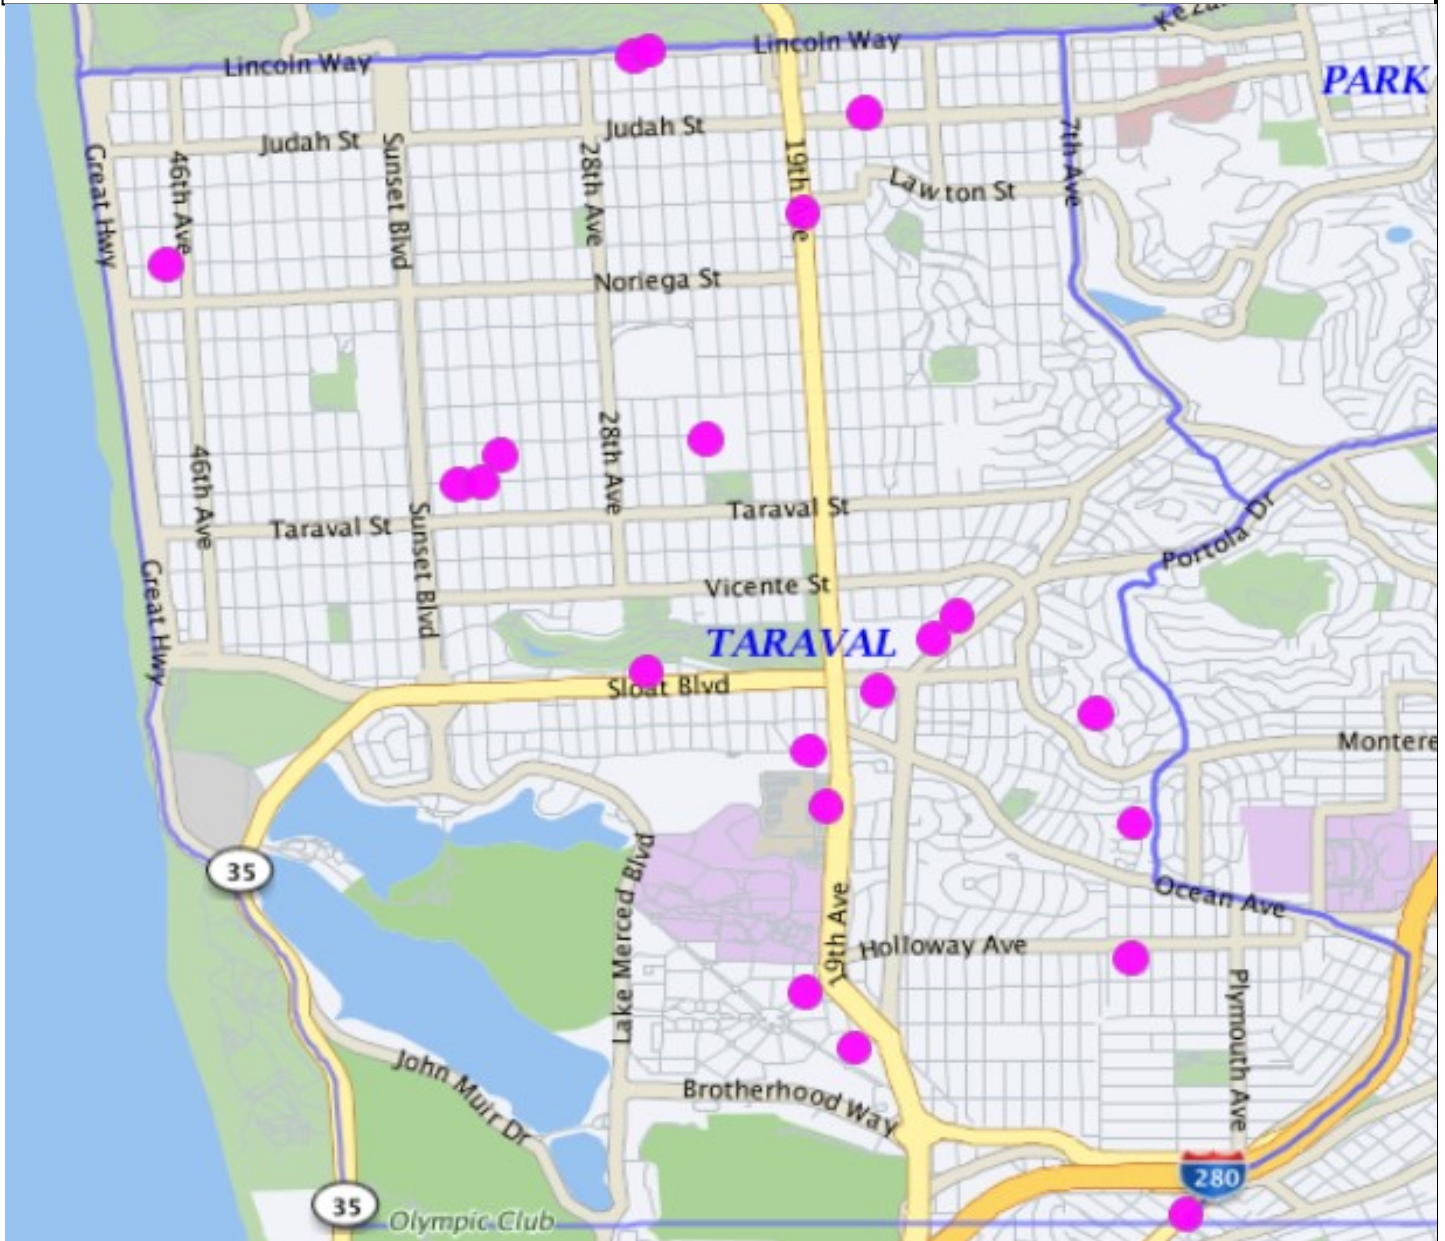 Kezar
Lincoln Way
Lincoln Way
PARK
Judah St
Judah St
Great Hwy
46th Ave
Sunset Blvd
28th Ave
19th
7th Ave
Lawton St
Noriega St
46th Ave
28th Ave
Taraval St
Taraval St
Sunset Blvd
Portola Dr
Great Hwy
Vicente St
TARAVAL
Sloat Blvd
Montere
35
Lake Merced Blvd
19th Ave
Ocean Ave
Holloway Ave
Plymouth Ave
John Muir Dr
Brotherhood Way
280
35
Olympic Club